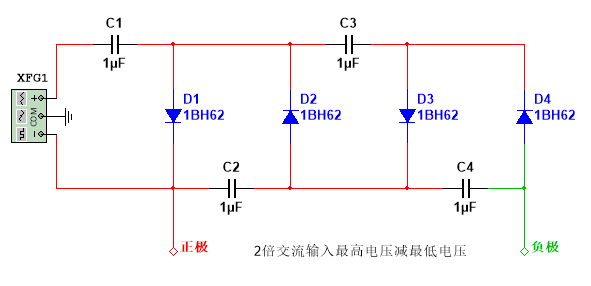 C1
C3
1μF
1μF
XFG1
+
COM
−
D1
1BH62
D2
1BH62
D3
1BH62
D4
1BH62
C2
C4
1μF
1μF
正极
2倍交流输入最高电压减最低电压
负极